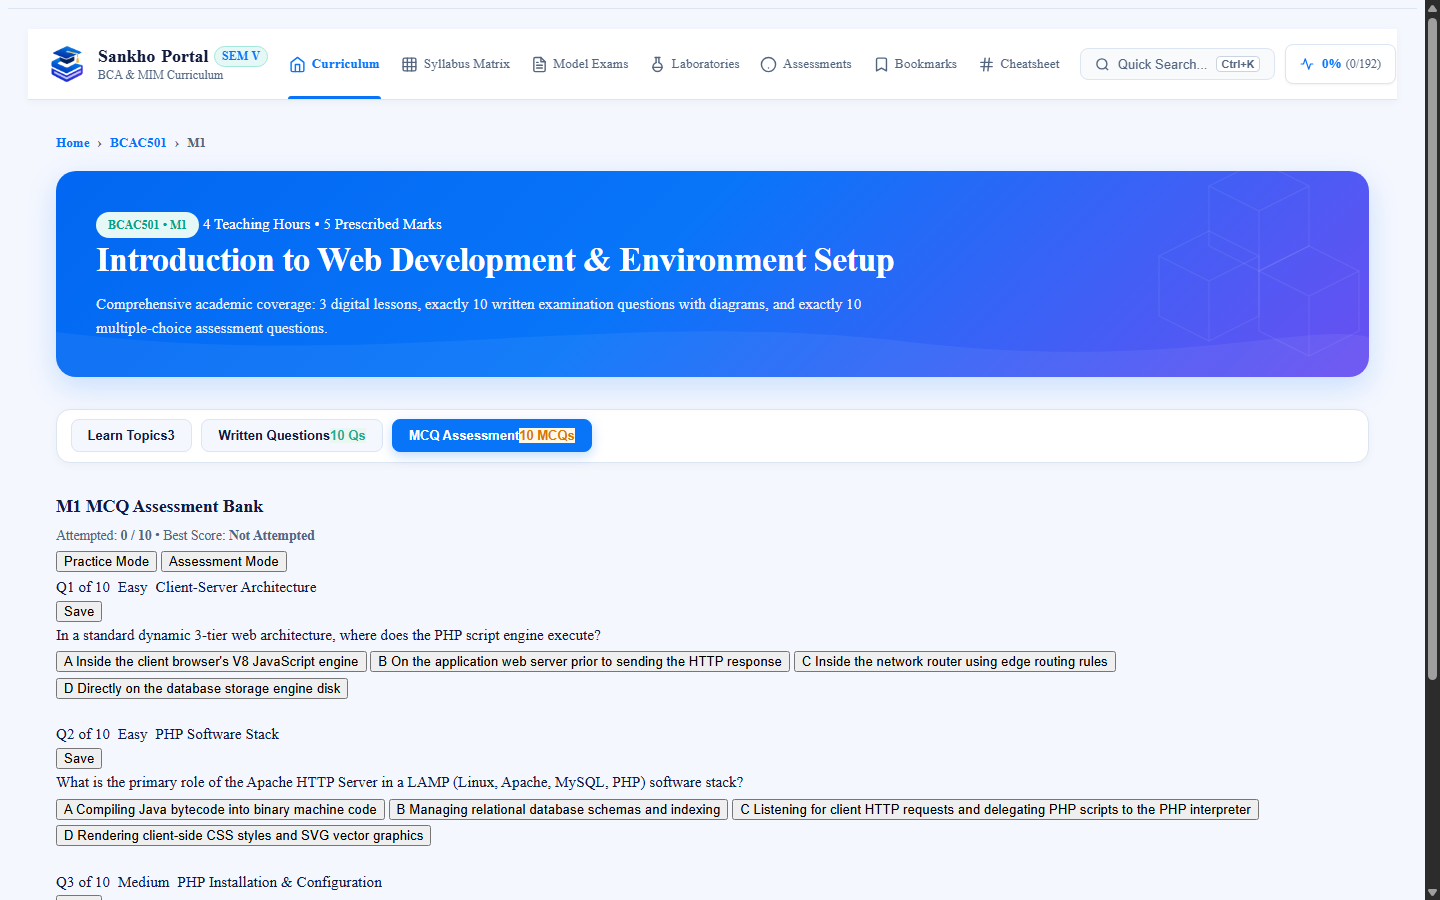 Sankho Portal SEM V
BCA & MIM Curriculum
Curriculum
Syllabus Matrix
Model Exams
Laboratories
Assessments
Bookmarks
Cheatsheet
Quick Search... Ctrl+K
0% (0/192)
Home › BCAC501 › M1
BCAC501 • M1 4 Teaching Hours • 5 Prescribed Marks
Introduction to Web Development & Environment Setup
Comprehensive academic coverage: 3 digital lessons, exactly 10 written examination questions with diagrams, and exactly 10
multiple-choice assessment questions.
Learn Topics3
Written Questions10 Qs
MCQ Assessment10 MCQs
M1 MCQ Assessment Bank
Attempted: 0 / 10 • Best Score: Not Attempted
Practice Mode Assessment Mode
Q1 of 10 Easy Client-Server Architecture
Save
In a standard dynamic 3-tier web architecture, where does the PHP script engine execute?
A Inside the client browser's V8 JavaScript engine B On the application web server prior to sending the HTTP response C Inside the network router using edge routing rules
D Directly on the database storage engine disk
Q2 of 10 Easy PHP Software Stack
Save
What is the primary role of the Apache HTTP Server in a LAMP (Linux, Apache, MySQL, PHP) software stack?
A Compiling Java bytecode into binary machine code B Managing relational database schemas and indexing C Listening for client HTTP requests and delegating PHP scripts to the PHP interpreter
D Rendering client-side CSS styles and SVG vector graphics
Q3 of 10 Medium PHP Installation & Configuration